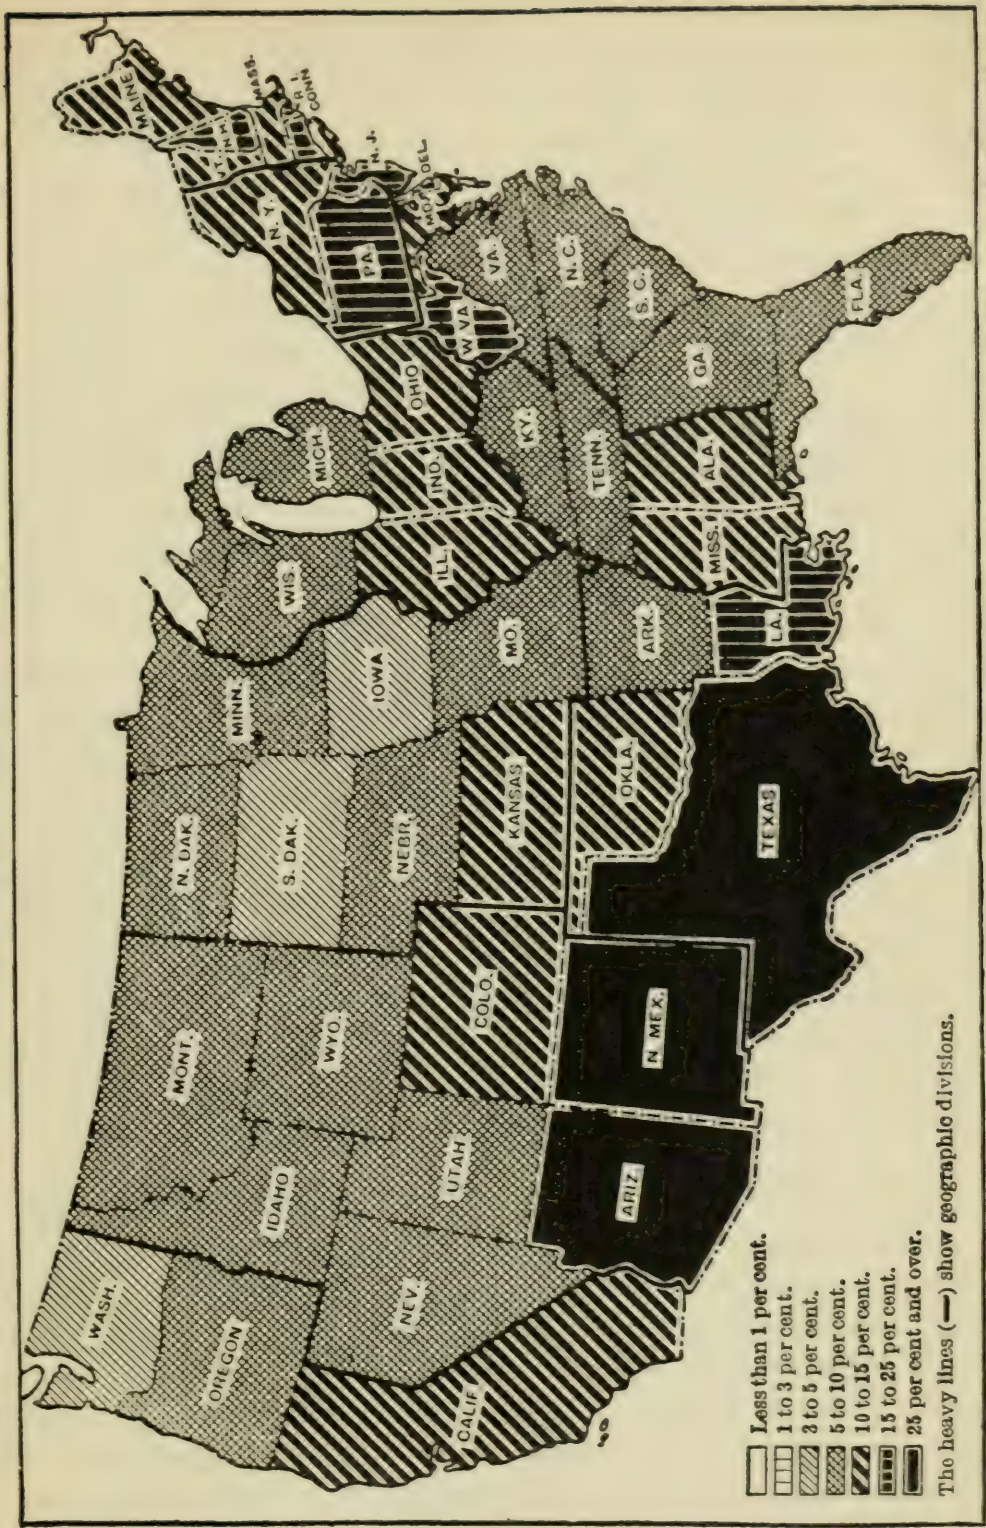 WASH.
OREGON
CALIF.
NEV.
IDAHO
MONT.
WYO.
UTAH
ARIZ.
COLO.
N. MEX.
N. DAK.
S. DAK.
NEBR.
KANSAS
OKLA.
TEXAS
MINN.
IOWA
MO.
ARK.
LA.
WIS.
ILL.
MICH.
IND.
OHIO
KY.
TENN.
MISS.
ALA.
GA.
FLA.
S. C.
N. C.
VA.
W. VA.
PA.
N. Y.
N. J.
DEL.
VT.
N. H.
MAINE
MASS.
R. I.
CONN
Less than 1 per cent.
1 to 3 per cent.
3 to 5 per cent.
5 to 10 per cent.
10 to 15 per cent.
15 to 25 per cent.
25 per cent and over.
The heavy lines (—) show geographic divisions.